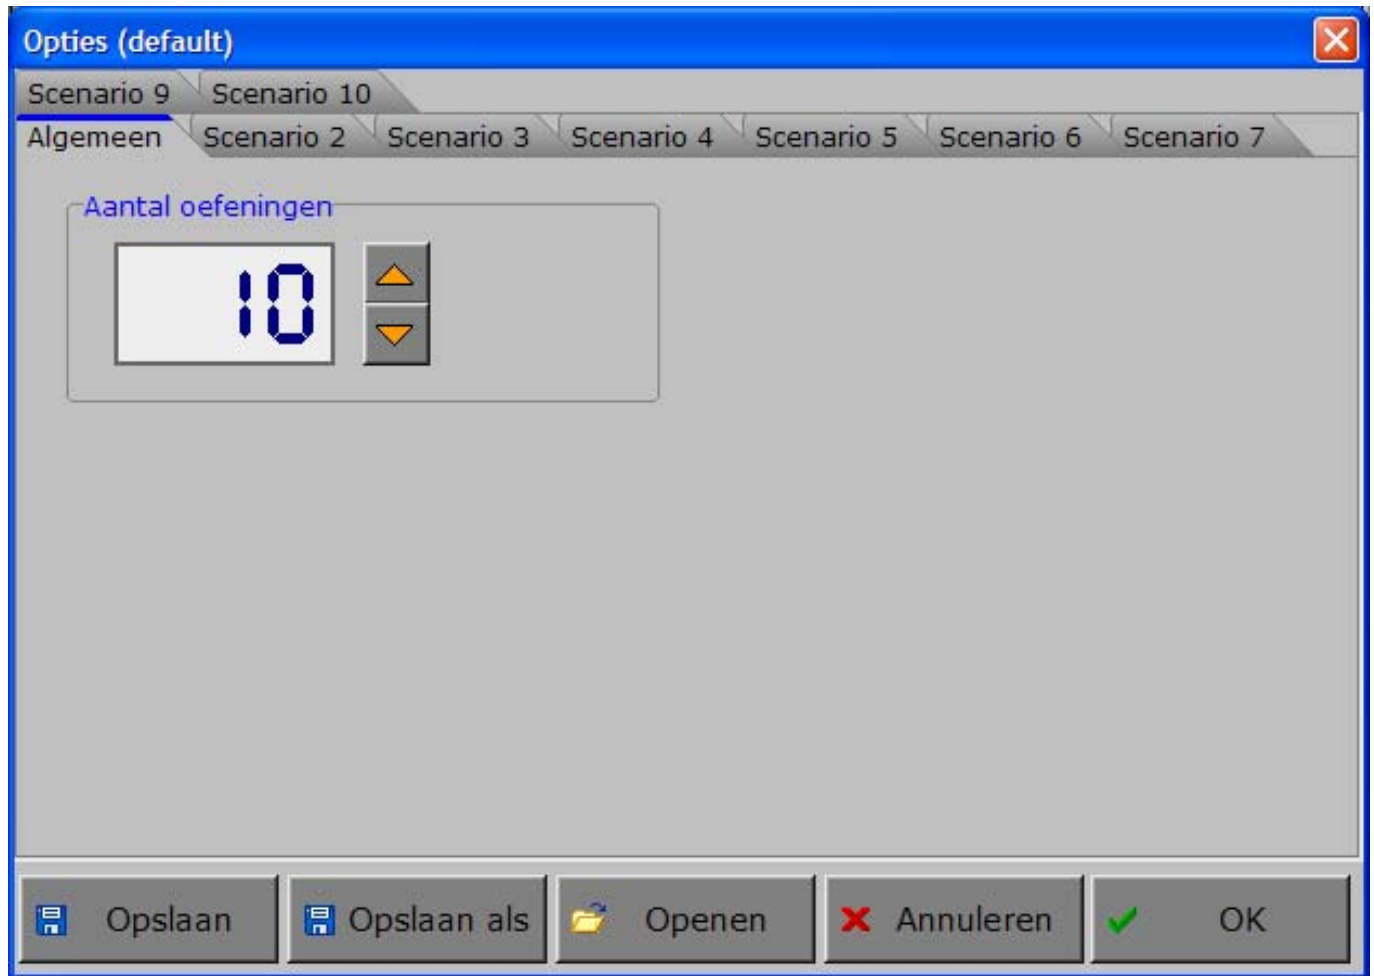 Opties (default)
Scenario 9 Scenario 10
Algemeen Scenario 2 Scenario 3 Scenario 4 Scenario 5 Scenario 6 Scenario 7
Aantal oefeningen
10
Opslaan Opslaan als Openen Annuleren OK